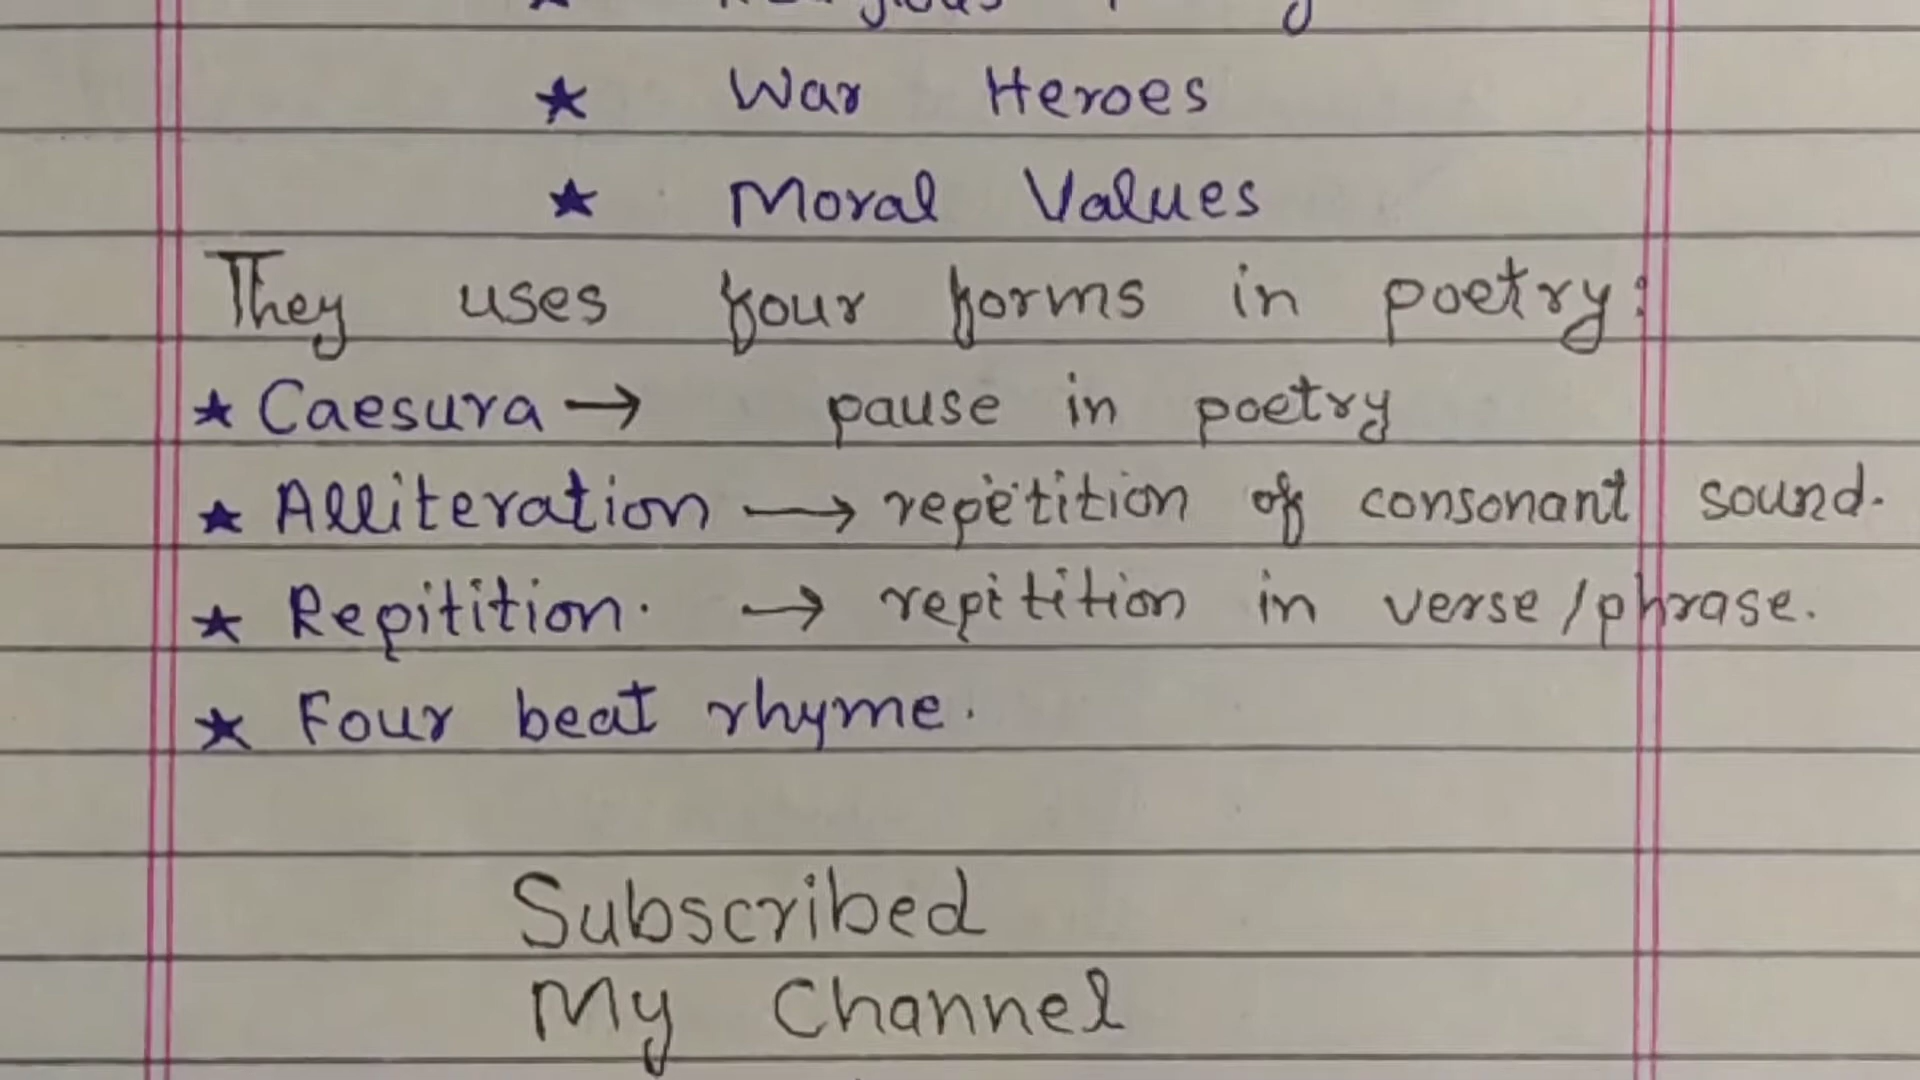 ★ War Heroes
★ Moral Values
They uses four forms in poetry:
★ Caesura → pause in poetry
★ Alliteration → repetition of consonant sound.
★ Repitition. → repitition in verse/phrase.
★ Four beat rhyme.
Subscribed
My Channel